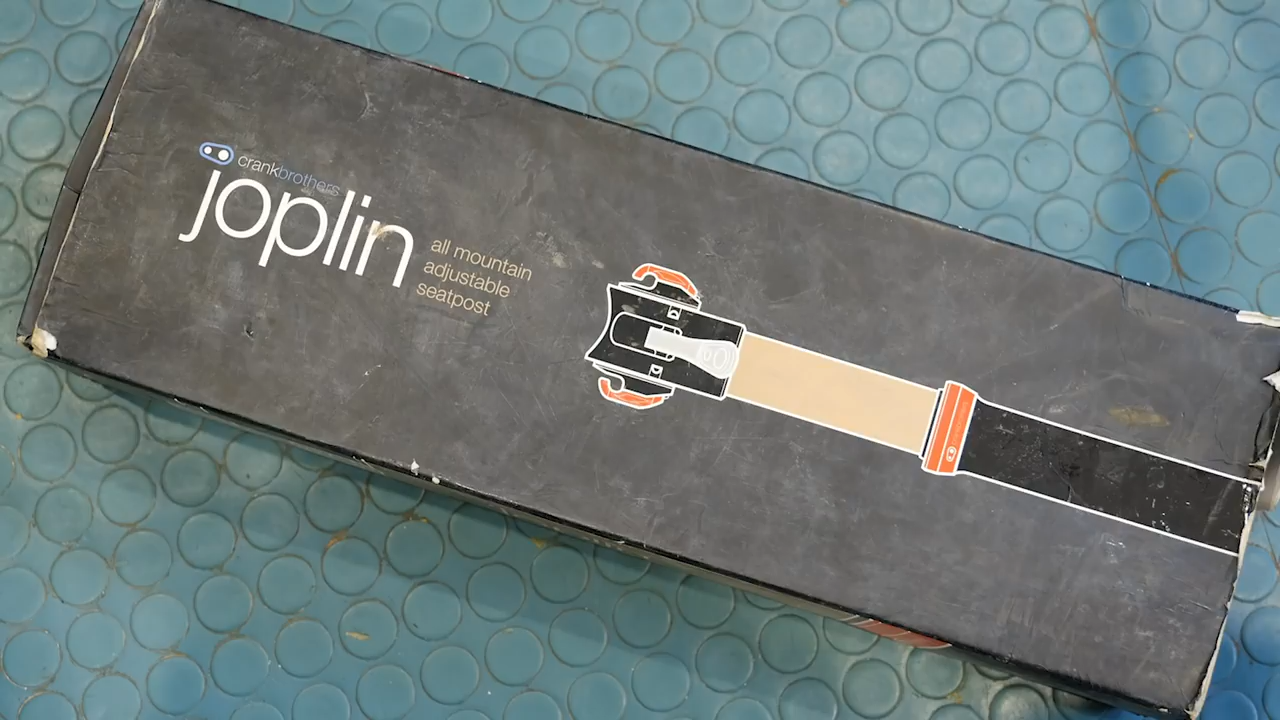 crankbrothers
joplin
all mountain
adjustable
seatpost